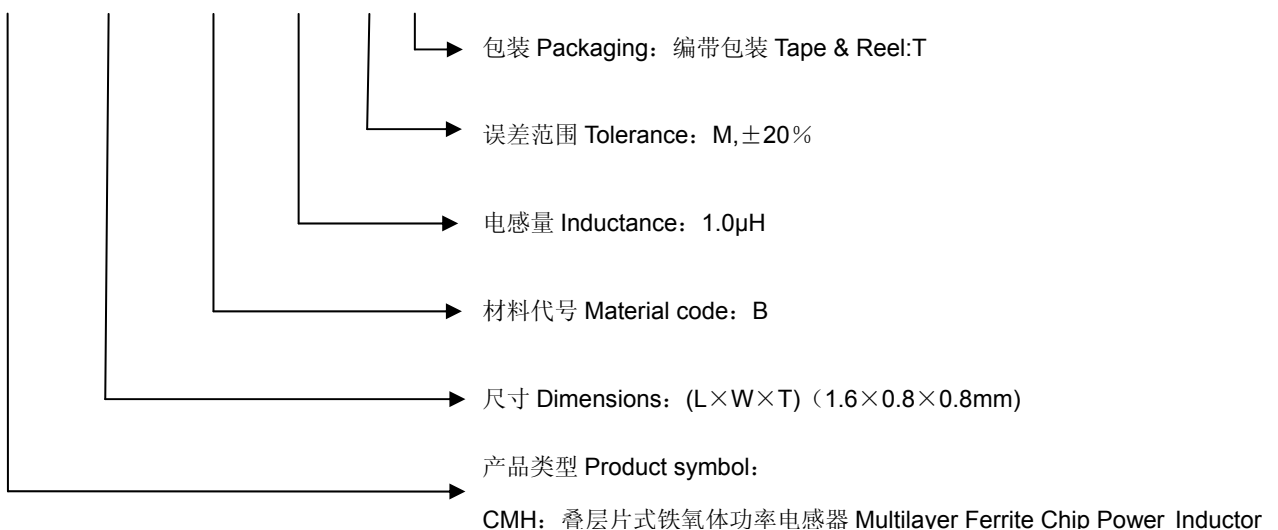 包装 Packaging：编带包装 Tape & Reel:T
误差范围 Tolerance：M,±20％
电感量 Inductance：1.0μH
材料代号 Material code：B
尺寸 Dimensions：(L×W×T)（1.6×0.8×0.8mm)
产品类型 Product symbol：
CMH：叠层片式铁氧体功率电感器 Multilayer Ferrite Chip Power Inductor